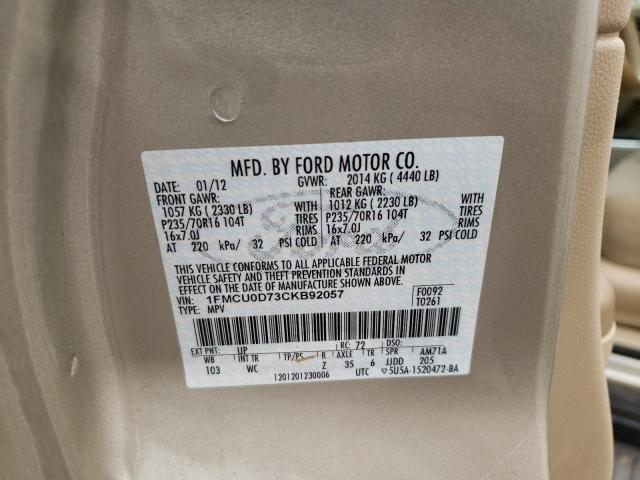 MFD. BY FORD MOTOR CO.
DATE: 01/12 GVWR: 2014 KG ( 4440 LB)
FRONT GAWR: REAR GAWR:
1057 KG ( 2330 LB) WITH 1012 KG ( 2230 LB) WITH
P235/70R16 104T TIRES P235/70R16 104T TIRES
16x7.0J RIMS 16x7.0J RIMS
AT 220 kPa/ 32 PSI COLD AT 220 kPa/ 32 PSI COLD
THIS VEHICLE CONFORMS TO ALL APPLICABLE FEDERAL MOTOR
VEHICLE SAFETY AND THEFT PREVENTION STANDARDS IN
EFFECT ON THE DATE OF MANUFACTURE SHOWN ABOVE.
VIN: 1FMCU0D73CKB92057 F0092
TYPE: MPV T0261
EXT PNT: UP RC: 72 DSO:
WB INT TR TP/PS R AXLE TR SPR AM71A
103 WC Z 35 6 JJDD 205
1201201230006 UTC ▽5U5A-1520472-BA